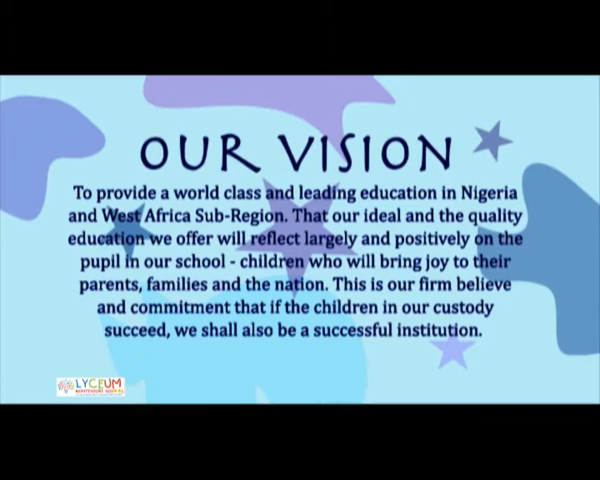 OUR VISION
To provide a world class and leading education in Nigeria
and West Africa Sub-Region. That our ideal and the quality
education we offer will reflect largely and positively on the
pupil in our school - children who will bring joy to their
parents, families and the nation. This is our firm believe
and commitment that if the children in our custody
succeed, we shall also be a successful institution.
LYCEUM